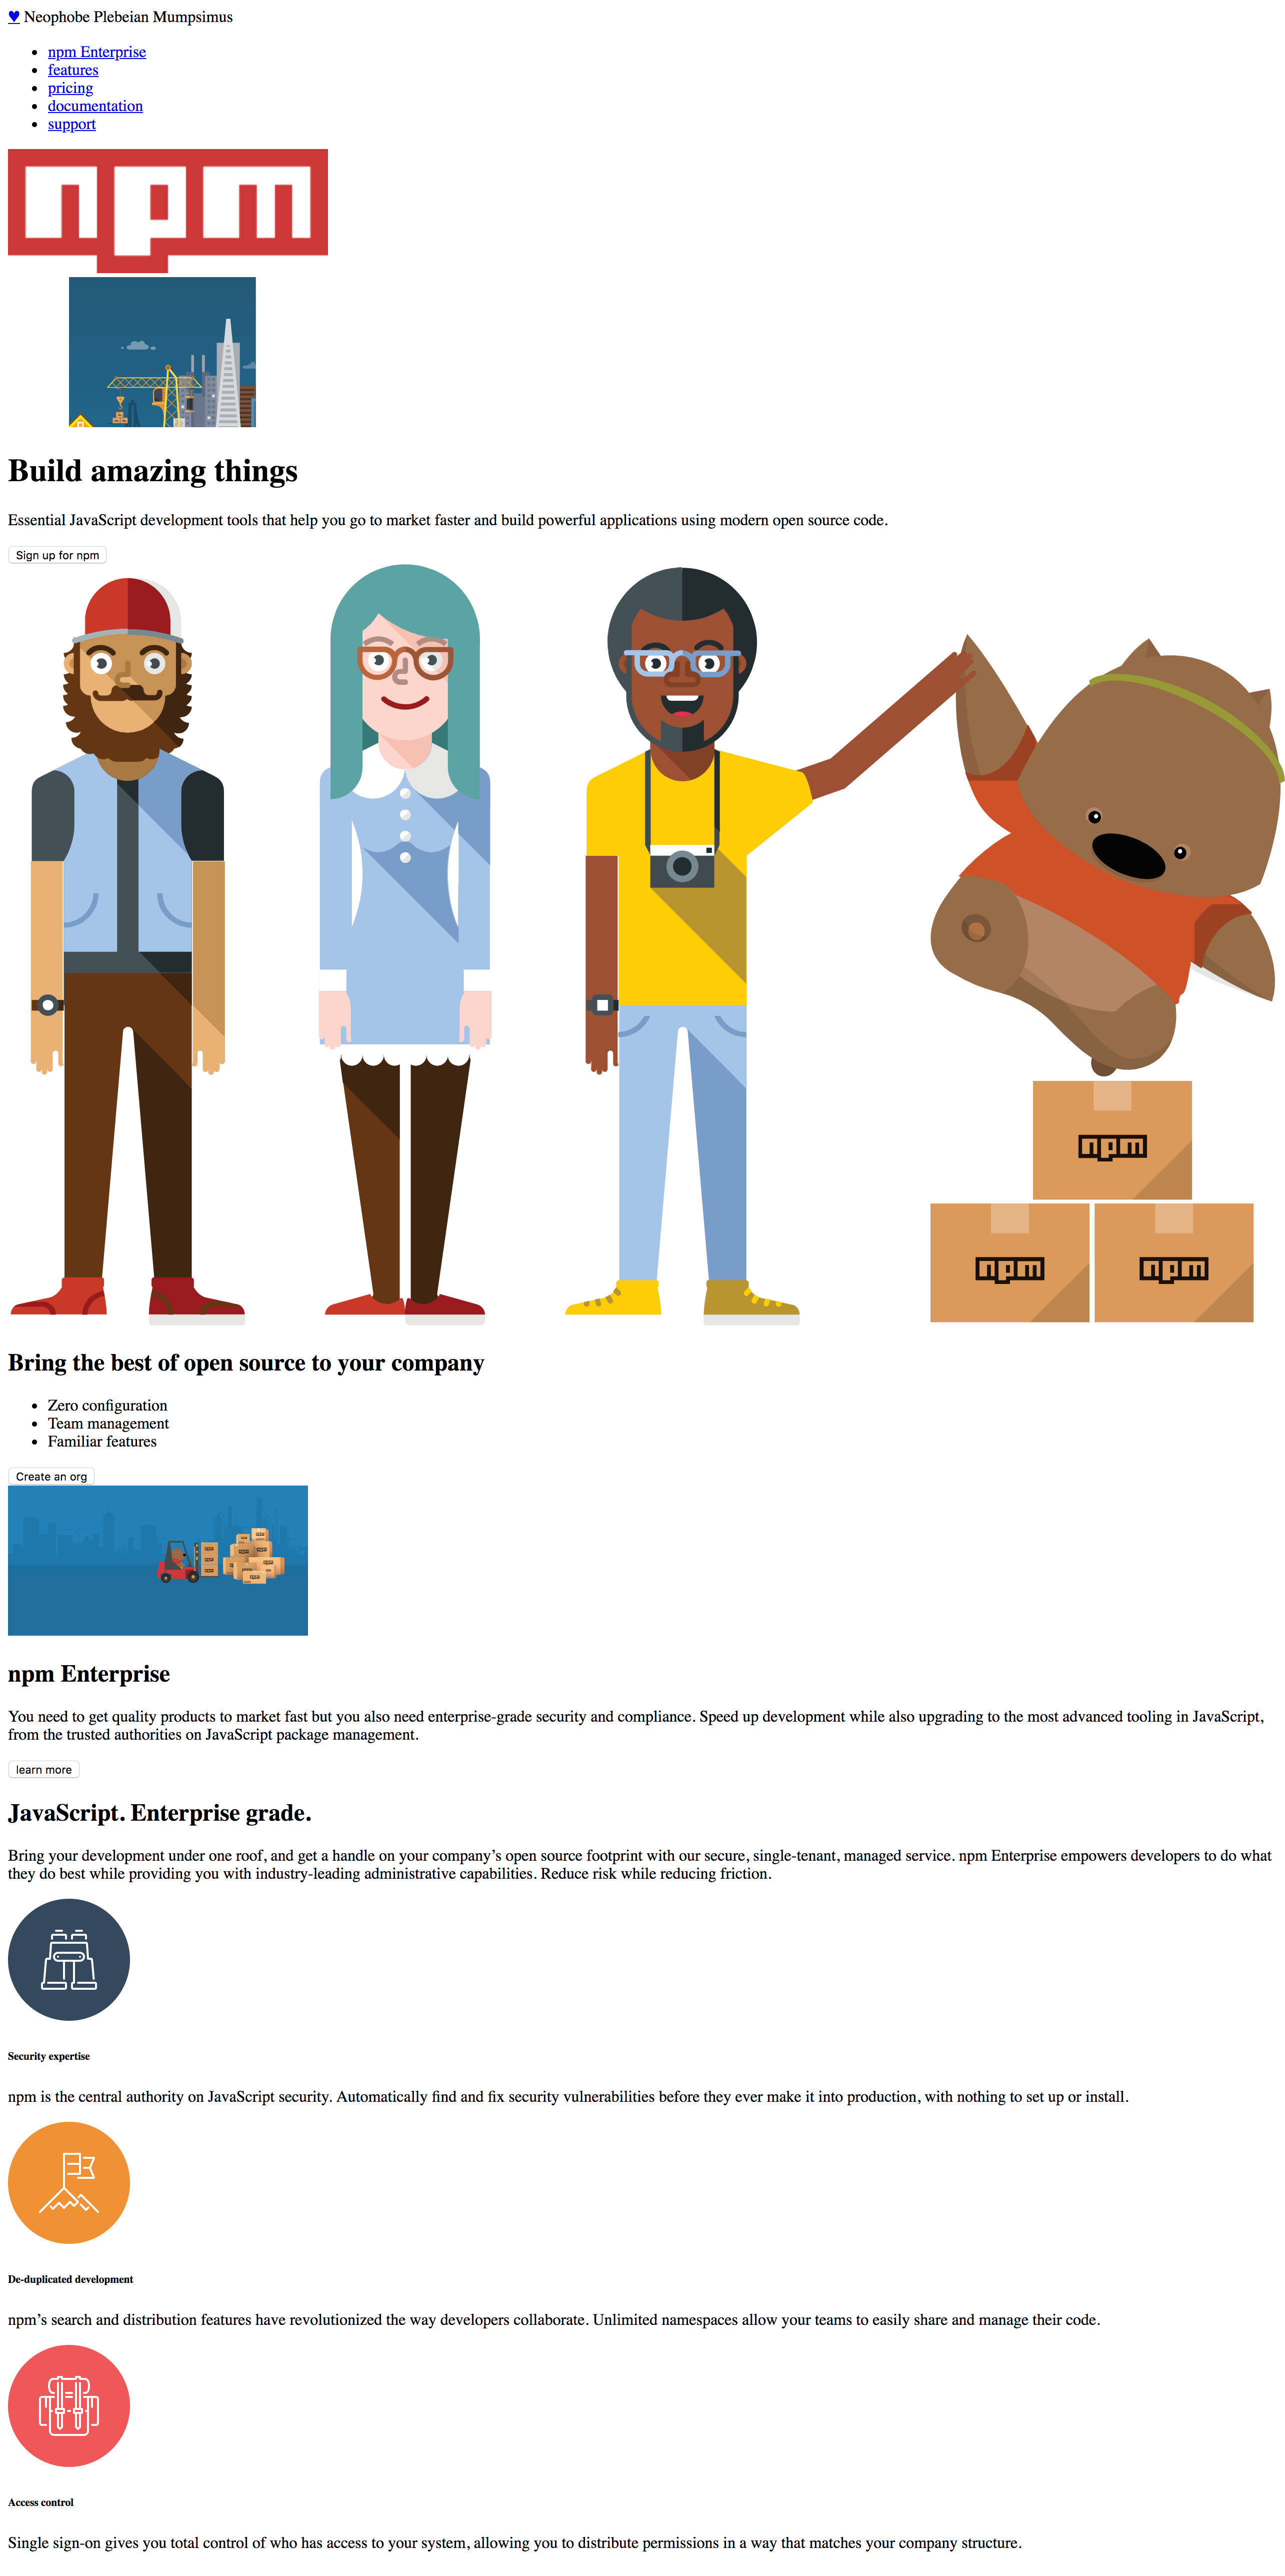 ♥ Neophobe Plebeian Mumpsimus
npm Enterprise
features
pricing
documentation
support
npm
Build amazing things
Essential JavaScript development tools that help you go to market faster and build powerful applications using modern open source code.
Sign up for npm
npm
npm npm
Bring the best of open source to your company
Zero configuration
Team management
Familiar features
Create an org
npm Enterprise
You need to get quality products to market fast but you also need enterprise-grade security and compliance. Speed up development while also upgrading to the most advanced tooling in JavaScript,
from the trusted authorities on JavaScript package management.
learn more
JavaScript. Enterprise grade.
Bring your development under one roof, and get a handle on your company’s open source footprint with our secure, single-tenant, managed service. npm Enterprise empowers developers to do what
they do best while providing you with industry-leading administrative capabilities. Reduce risk while reducing friction.
Security expertise
npm is the central authority on JavaScript security. Automatically find and fix security vulnerabilities before they ever make it into production, with nothing to set up or install.
De-duplicated development
npm’s search and distribution features have revolutionized the way developers collaborate. Unlimited namespaces allow your teams to easily share and manage their code.
Access control
Single sign-on gives you total control of who has access to your system, allowing you to distribute permissions in a way that matches your company structure.